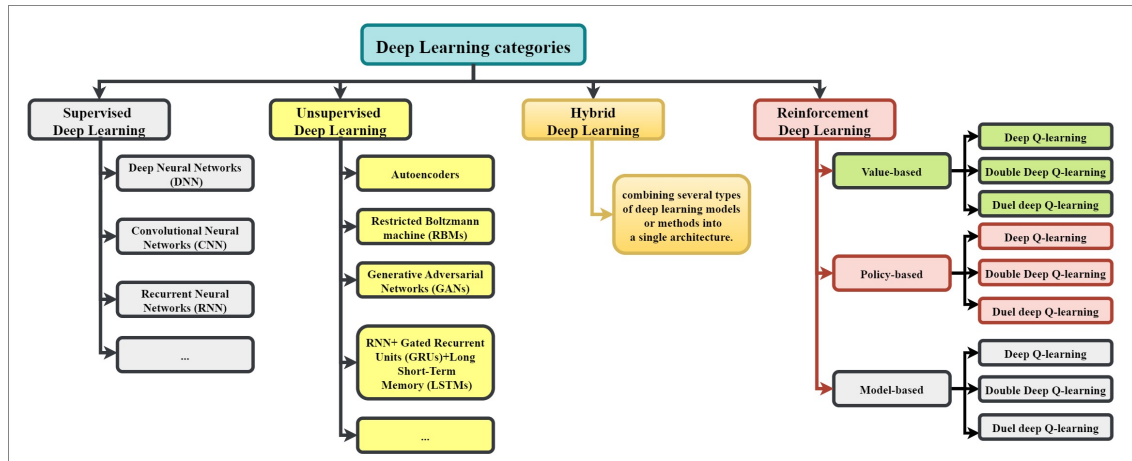 Deep Learning categories
Supervised
Deep Learning
Deep Neural Networks
(DNN)
Convolutional Neural
Networks (CNN)
Recurrent Neural
Networks (RNN)
...
Unsupervised
Deep Learning
Autoencoders
Restricted Boltzmann
machine (RBMs)
Generative Adversarial
Networks (GANs)
RNN+ Gated Recurrent
Units (GRUs)+Long
Short-Term
Memory (LSTMs)
...
Hybrid
Deep Learning
combining several types
of deep learning models
or methods into
a single architecture.
Reinforcement
Deep Learning
Value-based
Deep Q-learning
Double Deep Q-learning
Duel deep Q-learning
Policy-based
Deep Q-learning
Double Deep Q-learning
Duel deep Q-learning
Model-based
Deep Q-learning
Double Deep Q-learning
Duel deep Q-learning